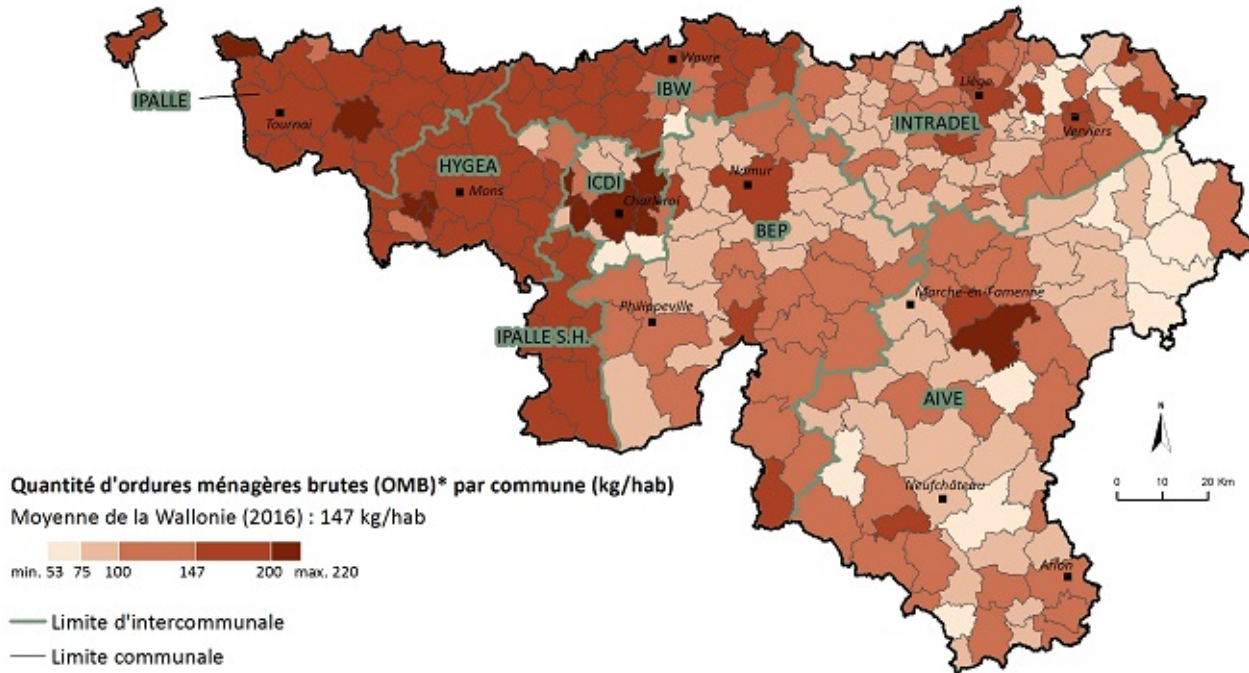 Wavre
IPALLE
IBW
Liège
Tournai
INTRADEL
Verviers
HYGEA
Namur
ICDI
Mons
Charleroi
BEP
Marche-en-Famenne
Philippeville
IPALLE S.H.
AIVE
N
Quantité d'ordures ménagères brutes (OMB)* par commune (kg/hab)
Neufchâteau
0 10 20 Km
Moyenne de la Wallonie (2016) : 147 kg/hab
min. 53 75 100 147 200 max. 220
Arlon
Limite d'intercommunale
Limite communale